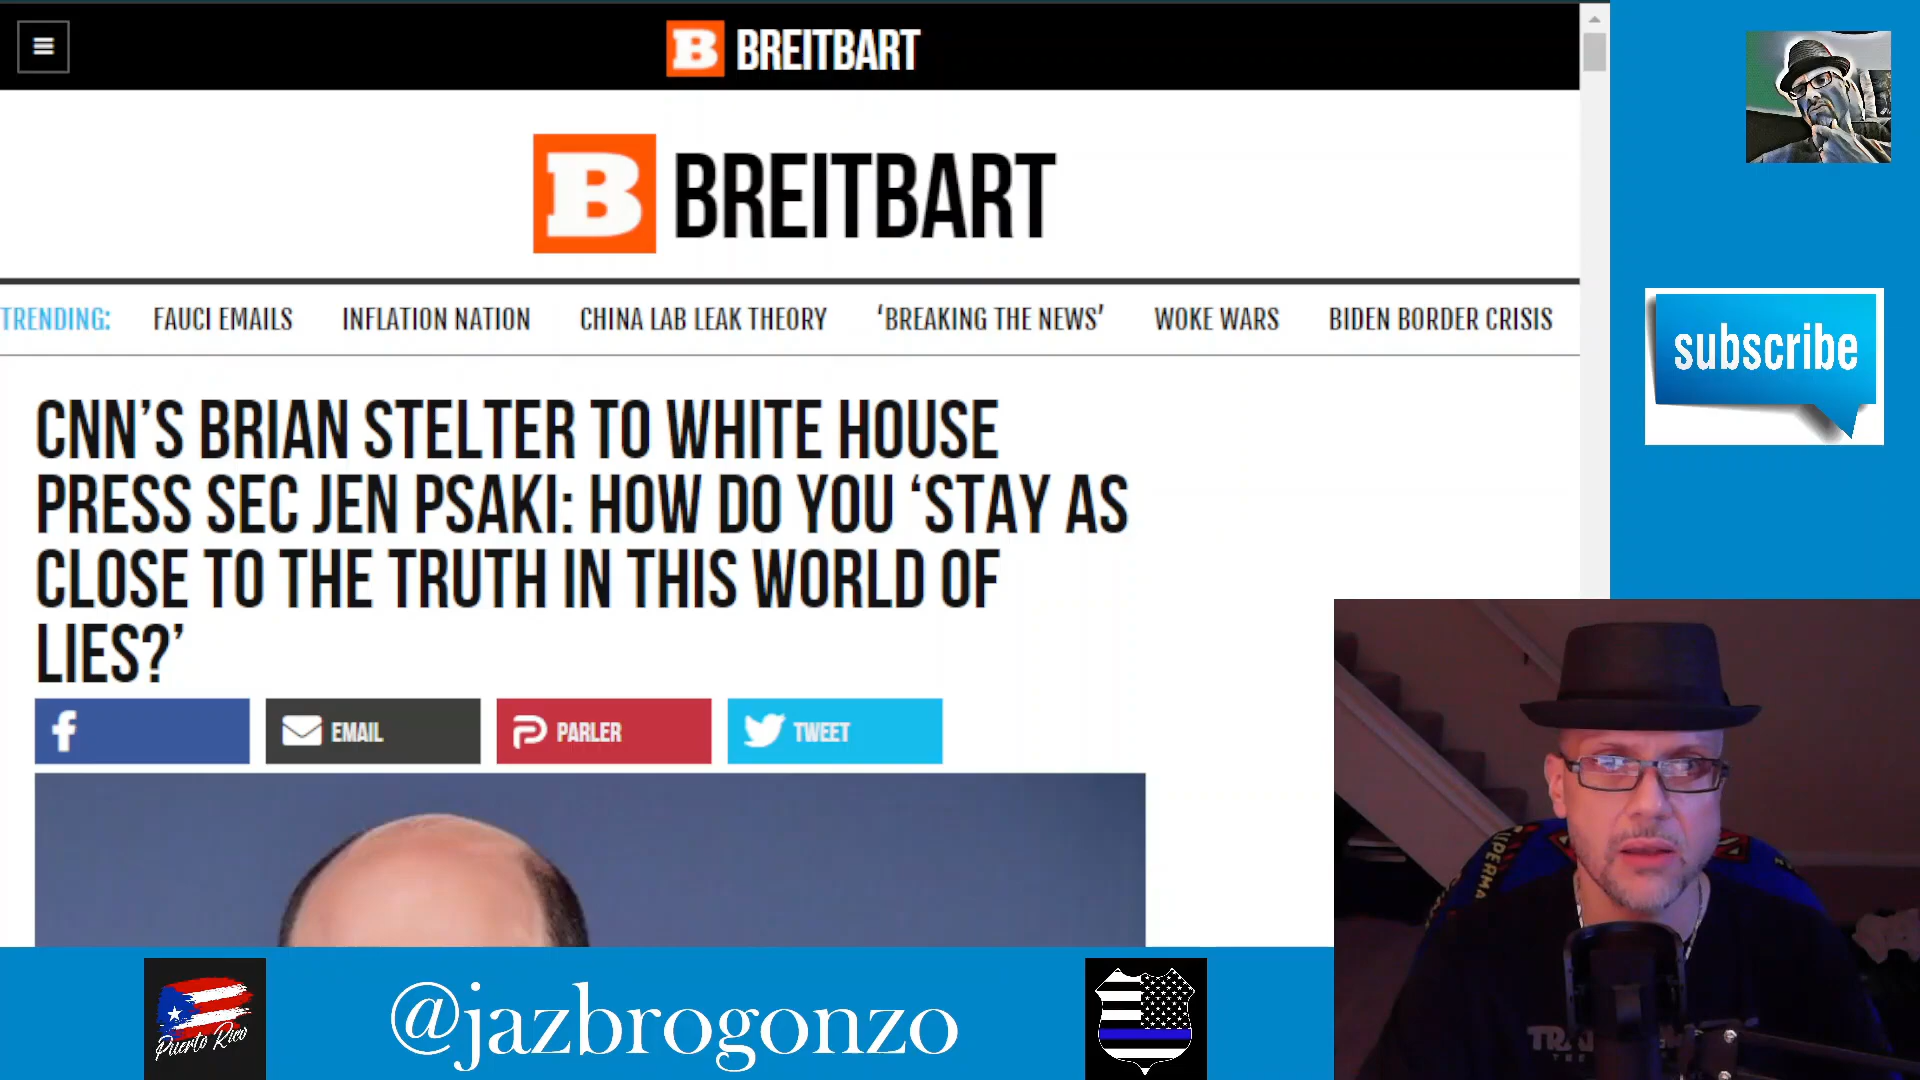 BREITBART
BREITBART
TRENDING: FAUCI EMAILS INFLATION NATION CHINA LAB LEAK THEORY ‘BREAKING THE NEWS’ WOKE WARS BIDEN BORDER CRISIS
subscribe
CNN’S BRIAN STELTER TO WHITE HOUSE
PRESS SEC JEN PSAKI: HOW DO YOU ‘STAY AS
CLOSE TO THE TRUTH IN THIS WORLD OF
LIES?’
EMAIL PARLER TWEET
@jazbrogonzo
Puerto Rico